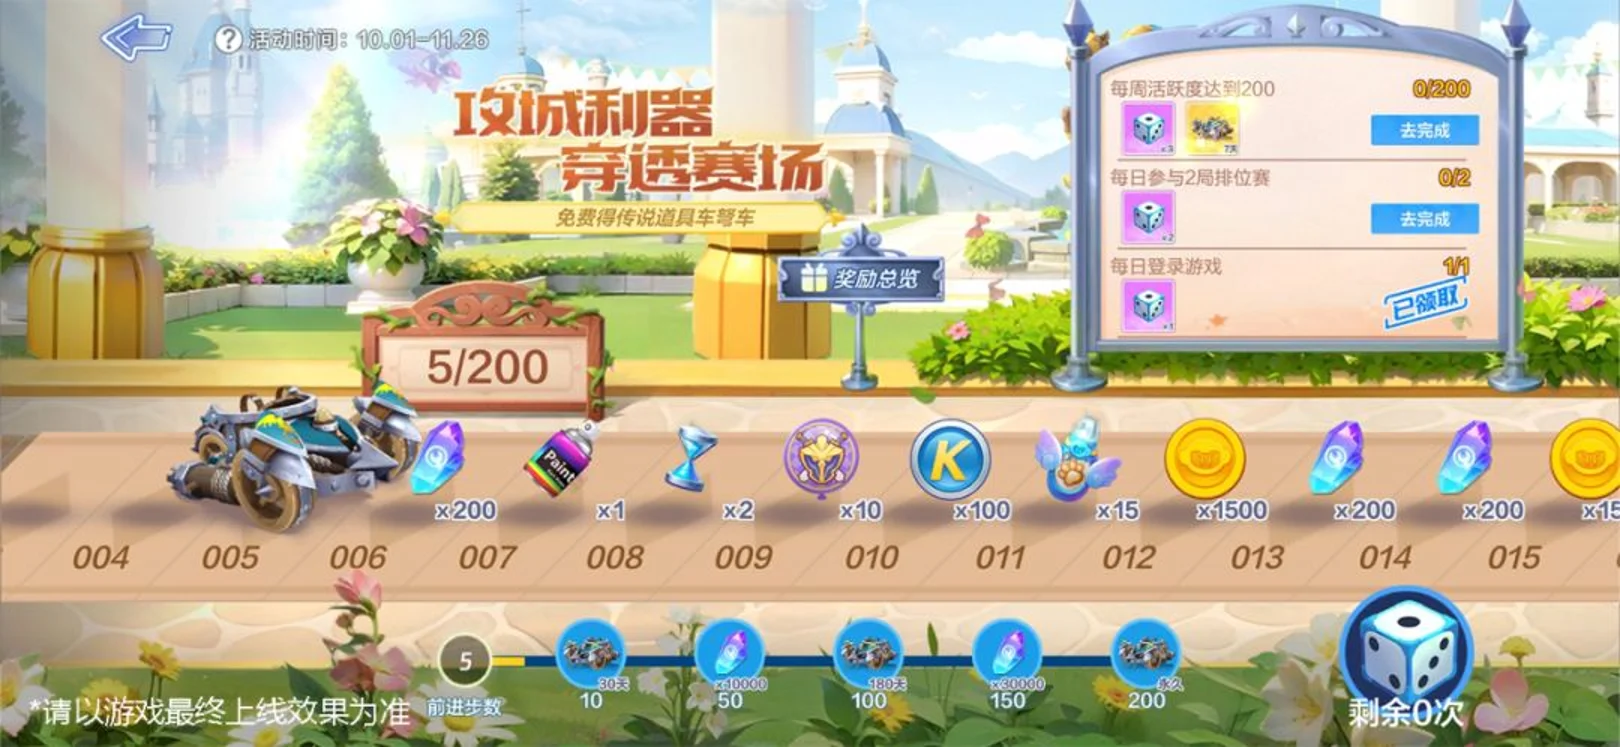 活动时间：10.01-11.26
攻城利器
穿透赛场
免费得传说道具车弩车
奖励总览
每周活跃度达到200
0/200
x3
7天
去完成
每日参与2局排位赛
0/2
x2
去完成
每日登录游戏
1/1
x1
已领取
5/200
Paint
K
x200
x1
x2
x10
x100
x15
x1500
x200
x200
x15
004
005
006
007
008
009
010
011
012
013
014
015
5
前进步数
30天
10
x10000
50
180天
100
x30000
150
永久
200
剩余0次
*请以游戏最终上线效果为准